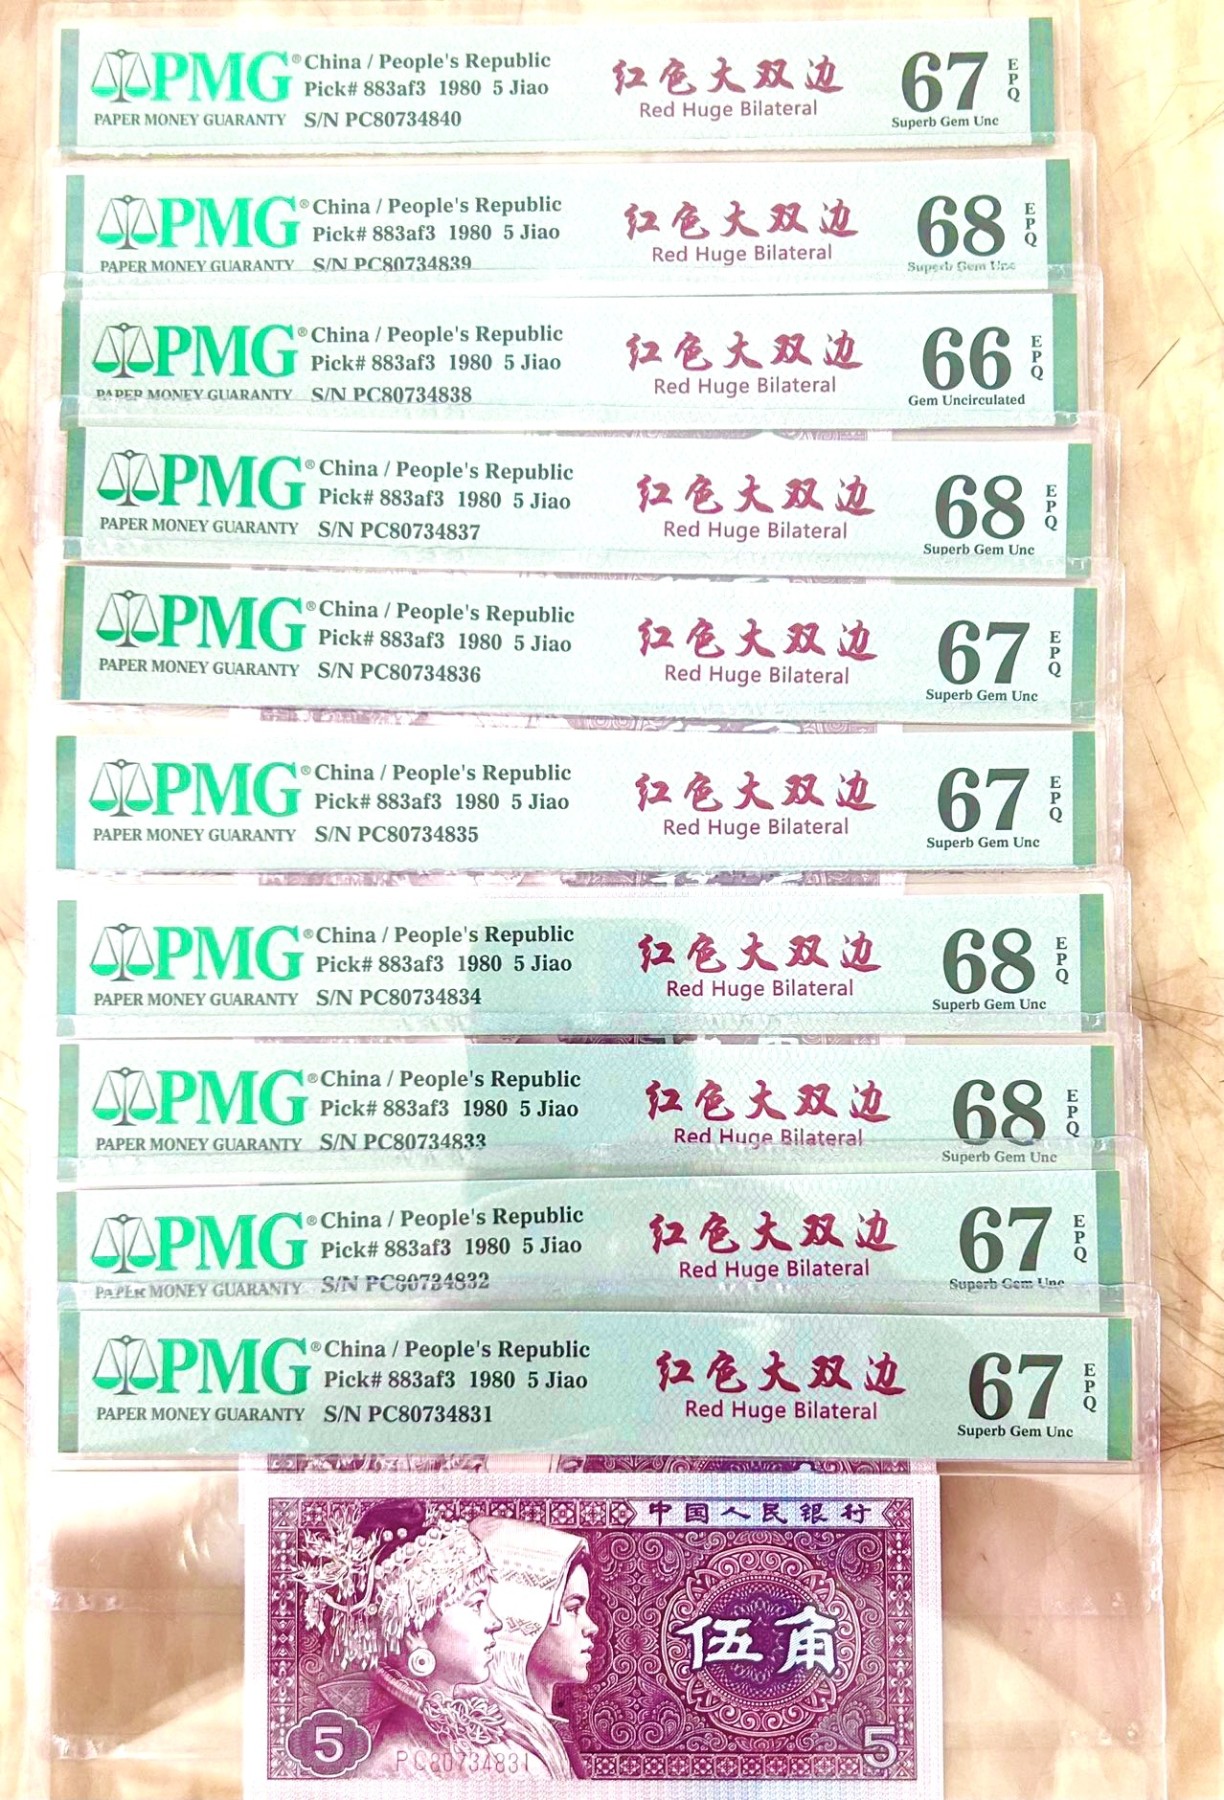 PMG® China / People's Republic 红色大双边 67 EPQ
Pick# 883af3 1980 5 Jiao Red Huge Bilateral
PAPER MONEY GUARANTY S/N PC80734840 Superb Gem Unc
PMG® China / People's Republic 红色大双边 68 EPQ
Pick# 883af3 1980 5 Jiao Red Huge Bilateral
PAPER MONEY GUARANTY S/N PC80734839 Superb Gem Unc
PMG® China / People's Republic 红色大双边 66 EPQ
Pick# 883af3 1980 5 Jiao Red Huge Bilateral
PAPER MONEY GUARANTY S/N PC80734838 Gem Uncirculated
PMG® China / People's Republic 红色大双边 68 EPQ
Pick# 883af3 1980 5 Jiao Red Huge Bilateral
PAPER MONEY GUARANTY S/N PC80734837 Superb Gem Unc
PMG® China / People's Republic 红色大双边 67 EPQ
Pick# 883af3 1980 5 Jiao Red Huge Bilateral
PAPER MONEY GUARANTY S/N PC80734836 Superb Gem Unc
PMG® China / People's Republic 红色大双边 67 EPQ
Pick# 883af3 1980 5 Jiao Red Huge Bilateral
PAPER MONEY GUARANTY S/N PC80734835 Superb Gem Unc
PMG® China / People's Republic 红色大双边 68 EPQ
Pick# 883af3 1980 5 Jiao Red Huge Bilateral
PAPER MONEY GUARANTY S/N PC80734834 Superb Gem Unc
PMG® China / People's Republic 红色大双边 68 EPQ
Pick# 883af3 1980 5 Jiao Red Huge Bilateral
PAPER MONEY GUARANTY S/N PC80734833 Superb Gem Unc
PMG® China / People's Republic 红色大双边 67 EPQ
Pick# 883af3 1980 5 Jiao Red Huge Bilateral
PAPER MONEY GUARANTY S/N PC80734832 Superb Gem Unc
PMG® China / People's Republic 红色大双边 67 EPQ
Pick# 883af3 1980 5 Jiao Red Huge Bilateral
PAPER MONEY GUARANTY S/N PC80734831 Superb Gem Unc
中国人民银行
伍角
5 PC80734831 5